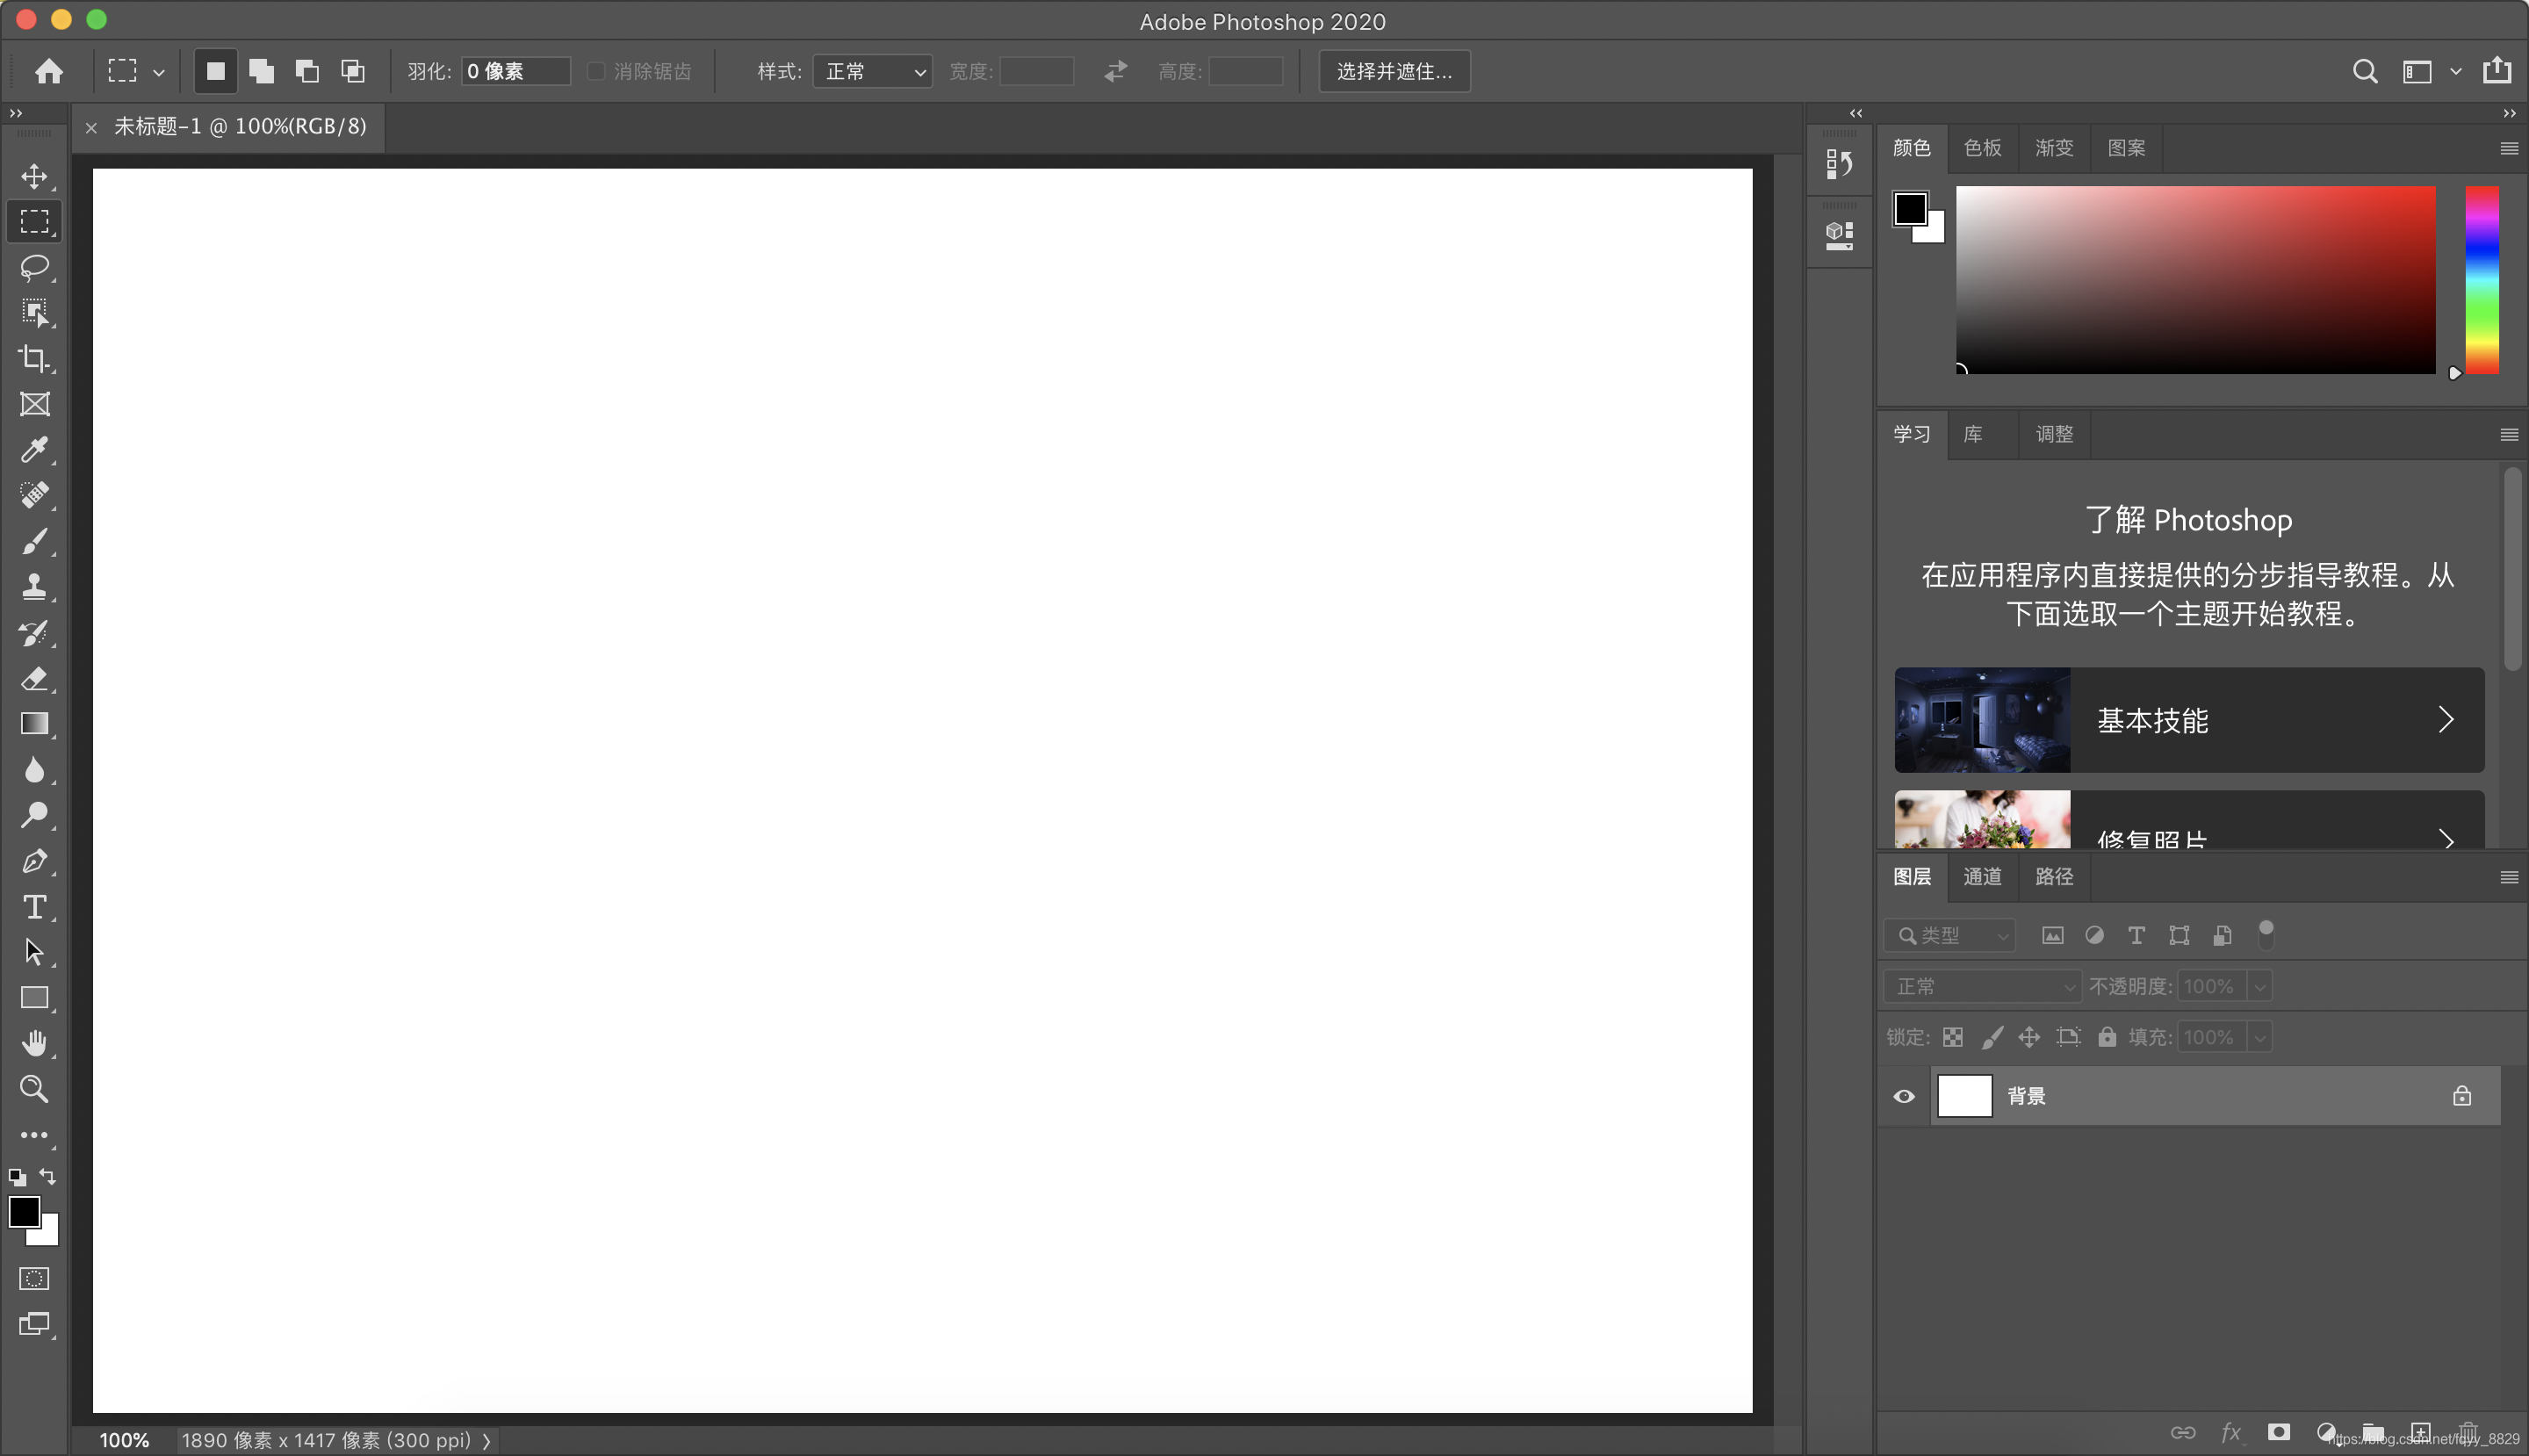 Adobe Photoshop 2020
羽化: 0 像素 消除锯齿 样式: 正常 宽度: 高度: 选择并遮住...
未标题-1 @ 100%(RGB/8)
颜色 色板 渐变 图案
学习 库 调整
了解 Photoshop
在应用程序内直接提供的分步指导教程。从
下面选取一个主题开始教程。
基本技能
修复照片
图层 通道 路径
类型
正常 不透明度: 100%
锁定: 填充: 100%
背景
fx
100% 1890 像素 x 1417 像素 (300 ppi)
https://blog.csdn.net/lqyy_8829